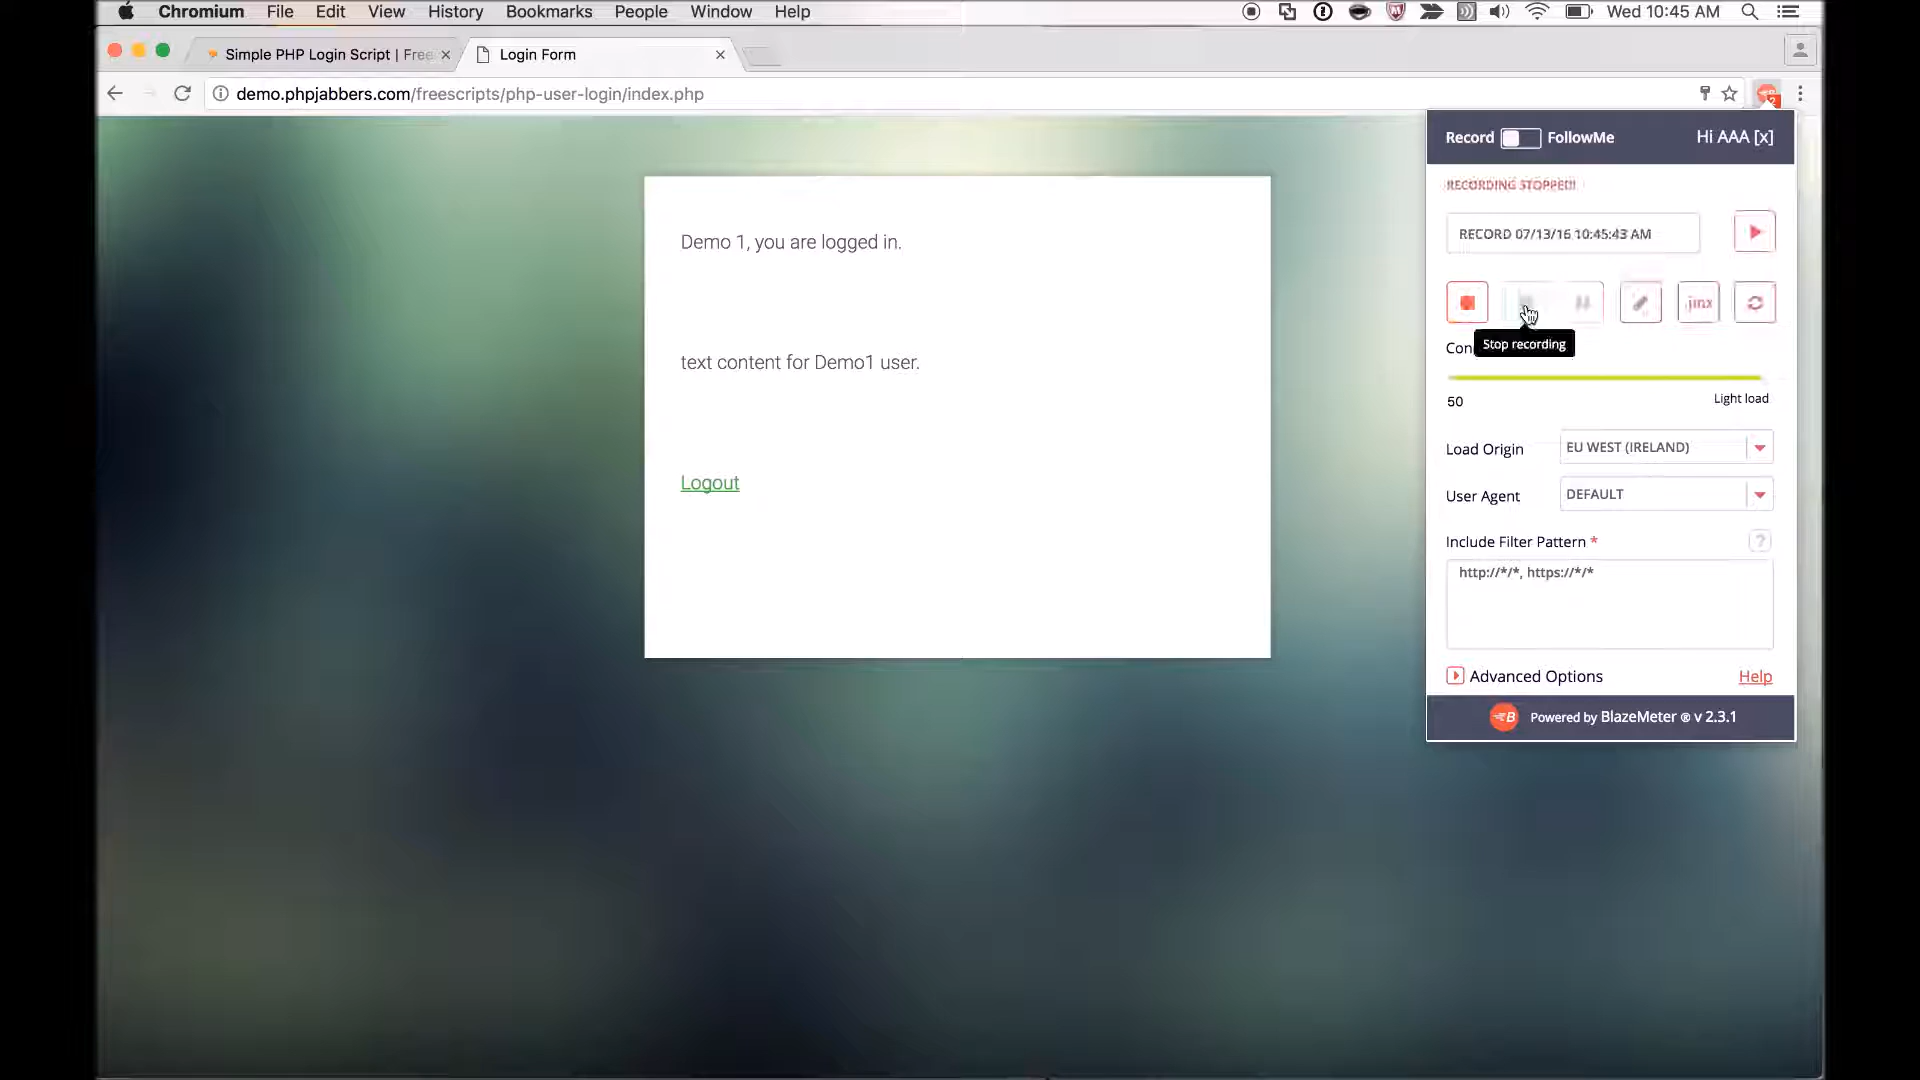 Chromium File Edit View History Bookmarks People Window Help Wed 10:45 AM
Simple PHP Login Script | Free
Login Form
demo.phpjabbers.com/freescripts/php-user-login/index.php
Record FollowMe Hi AAA [x]
RECORDING STOPPED!
RECORD 07/13/16 10:45:43 AM
.jmx
Stop recording
Con
50 Light load
Load Origin EU WEST (IRELAND)
User Agent DEFAULT
Include Filter Pattern * ?
http://*/*, https://*/*
Advanced Options Help
Powered by BlazeMeter ® v 2.3.1
Demo 1, you are logged in.
text content for Demo1 user.
Logout